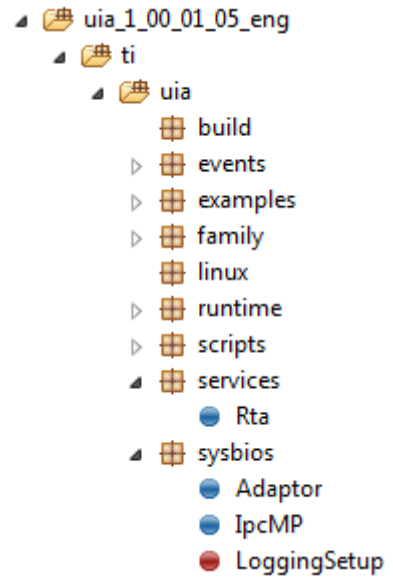 uia_1_00_01_05_eng
ti
uia
build
events
examples
family
linux
runtime
scripts
services
Rta
sysbios
Adaptor
IpcMP
LoggingSetup